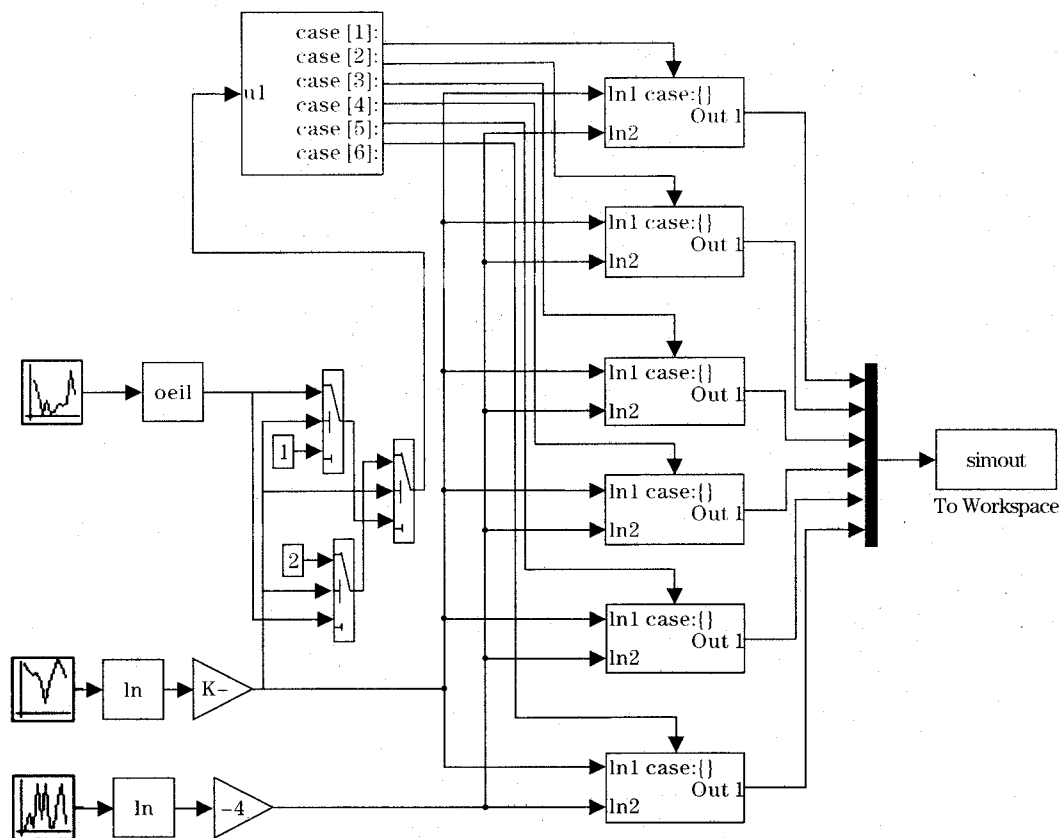 case [1]:
case [2]:
case [3]:
case [4]:
case [5]:
case [6]:
u1
ln1 case:{}
Out 1
ln2
ln1 case:{}
Out 1
ln2
ln1 case:{}
Out 1
ln2
oeil
1
2
ln1 case:{}
Out 1
ln2
simout
To Workspace
ln1 case:{}
Out 1
ln2
ln
K-
ln1 case:{}
Out 1
ln2
ln
-4